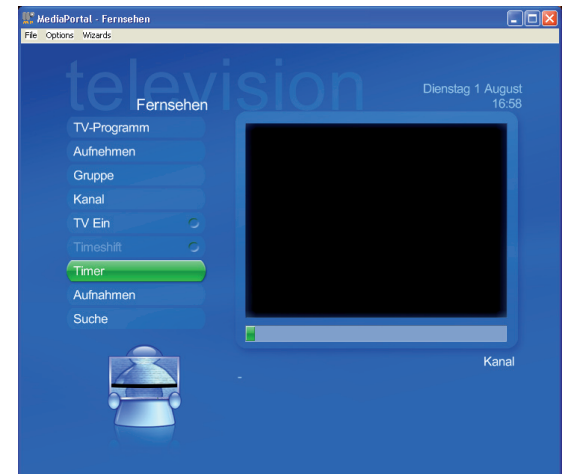 MediaPortal - Fernsehen
File Options Wizards
television
Fernsehen
Dienstag 1 August
16:58
TV-Programm
Aufnehmen
Gruppe
Kanal
TV Ein
Timeshift
Timer
Aufnahmen
Suche
Kanal
-